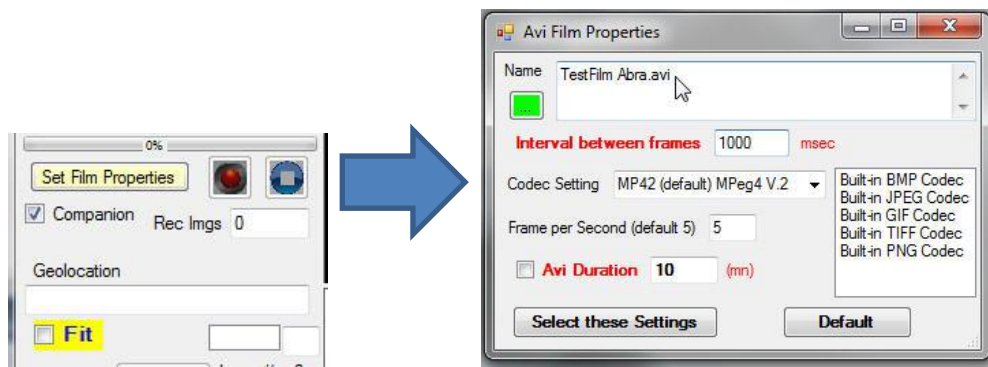 0%
Set Film Properties
Companion
Rec Imgs 0
Geolocation
Fit
Avi Film Properties
Name TestFilm Abra.avi
...
Interval between frames 1000 msec
Codec Setting MP42 (default) MPeg4 V.2
Frame per Second (default 5) 5
Avi Duration 10 (mn)
Built-in BMP Codec
Built-in JPEG Codec
Built-in GIF Codec
Built-in TIFF Codec
Built-in PNG Codec
Select these Settings Default